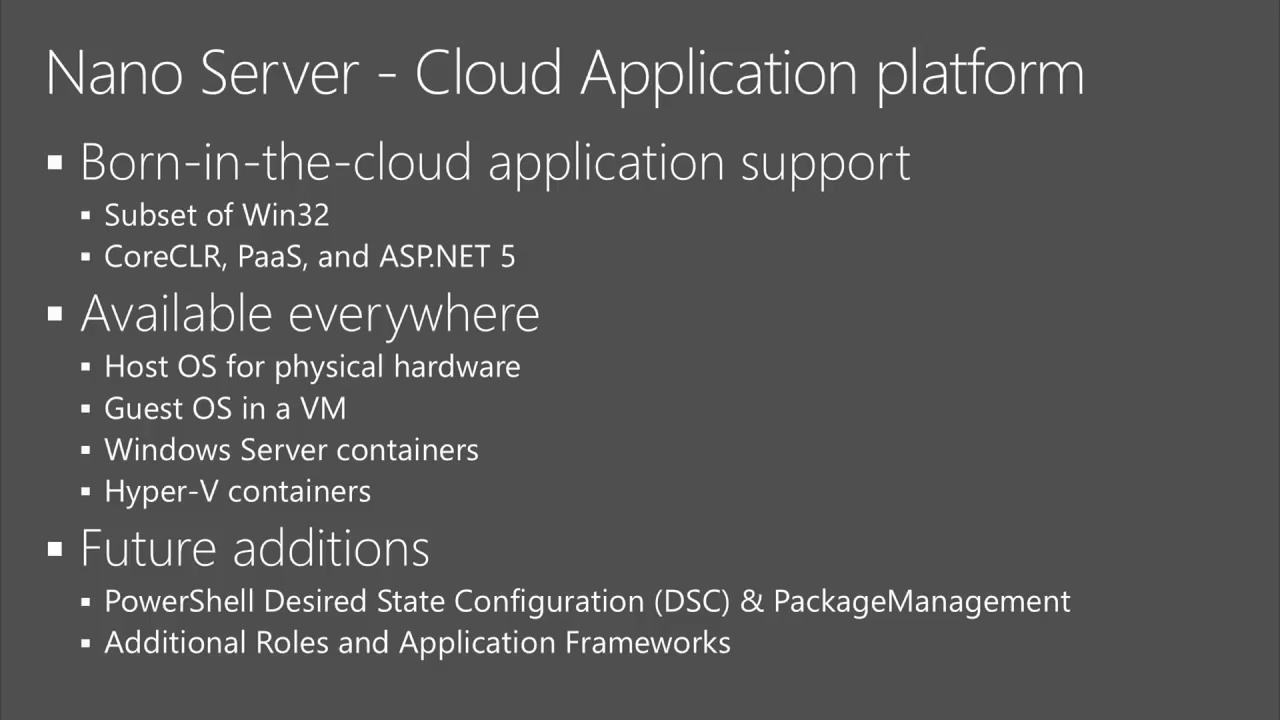 Nano Server - Cloud Application platform
▪ Born-in-the-cloud application support
▪ Subset of Win32
▪ CoreCLR, PaaS, and ASP.NET 5
▪ Available everywhere
▪ Host OS for physical hardware
▪ Guest OS in a VM
▪ Windows Server containers
▪ Hyper-V containers
▪ Future additions
▪ PowerShell Desired State Configuration (DSC) & PackageManagement
▪ Additional Roles and Application Frameworks